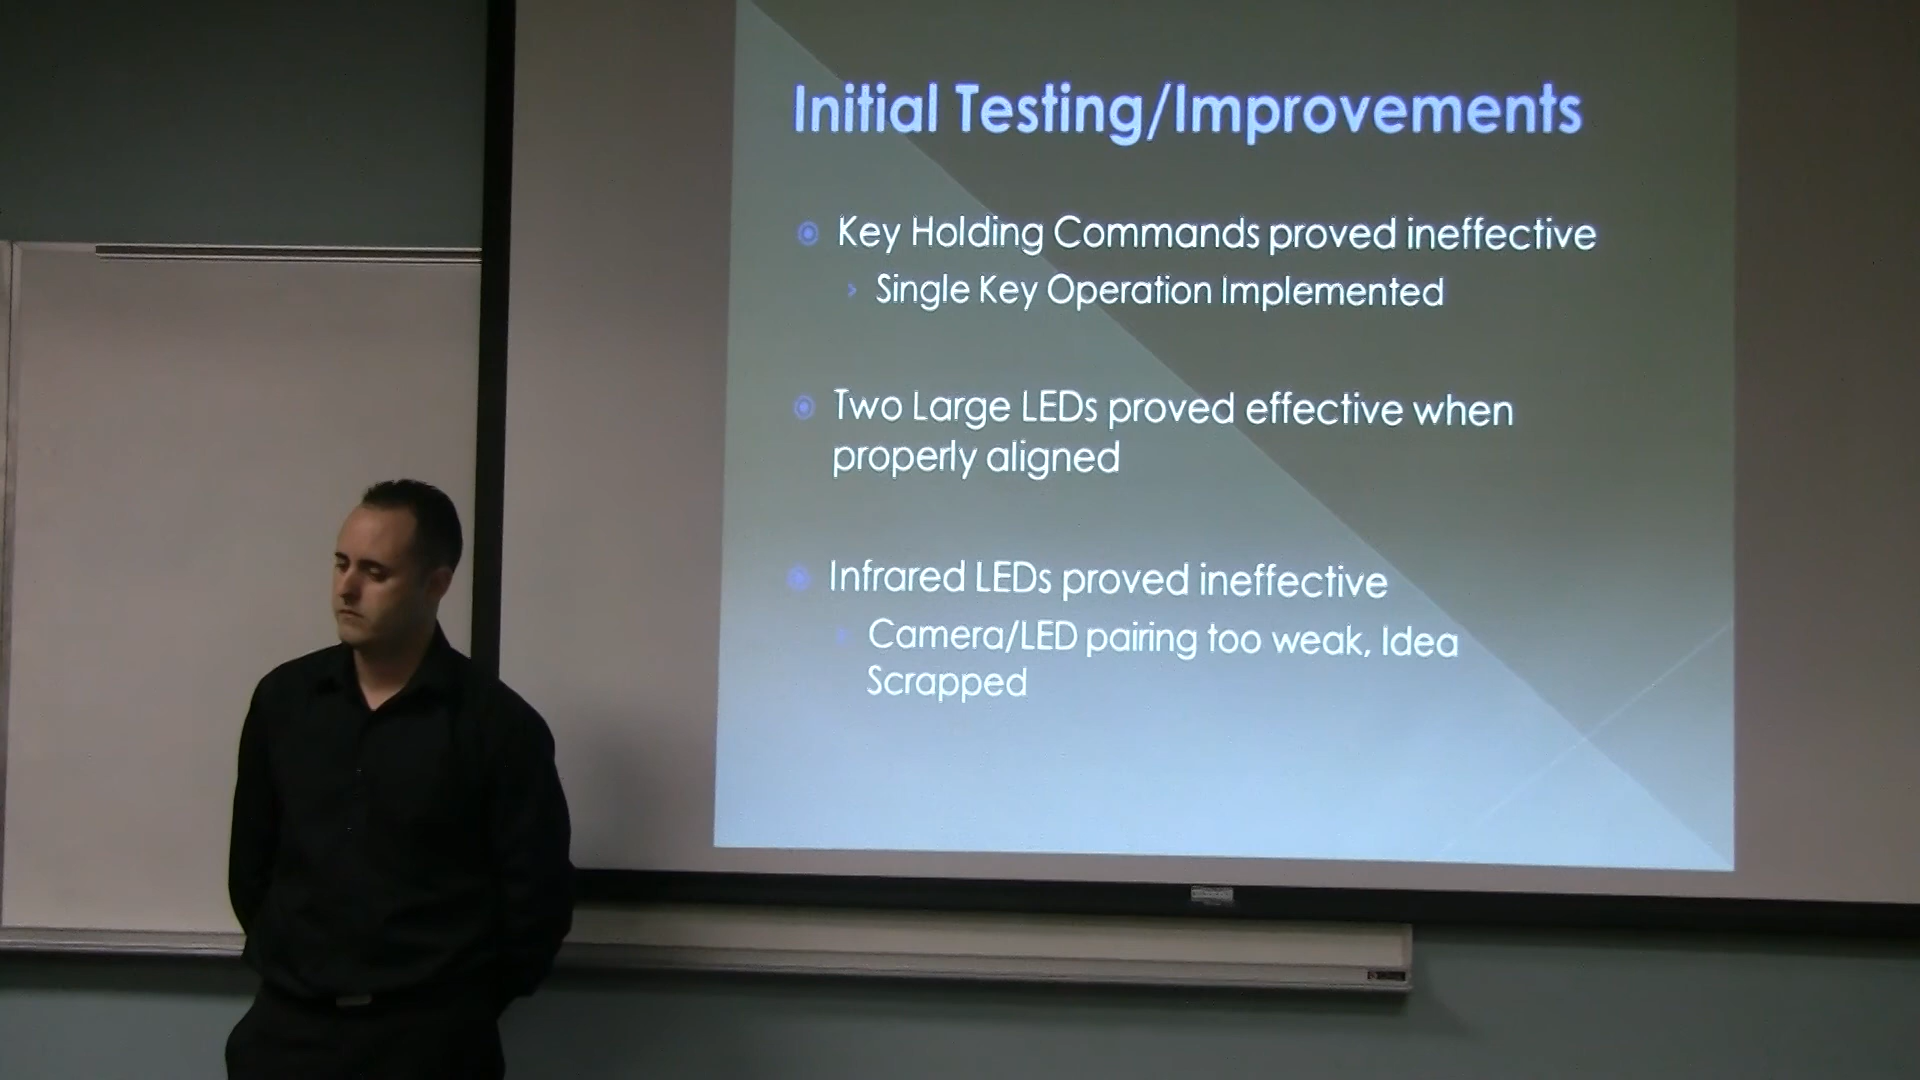 Initial Testing/Improvements
Key Holding Commands proved ineffective
Single Key Operation Implemented
Two Large LEDs proved effective when
properly aligned
Infrared LEDs proved ineffective
Camera/LED pairing too weak, Idea
Scrapped